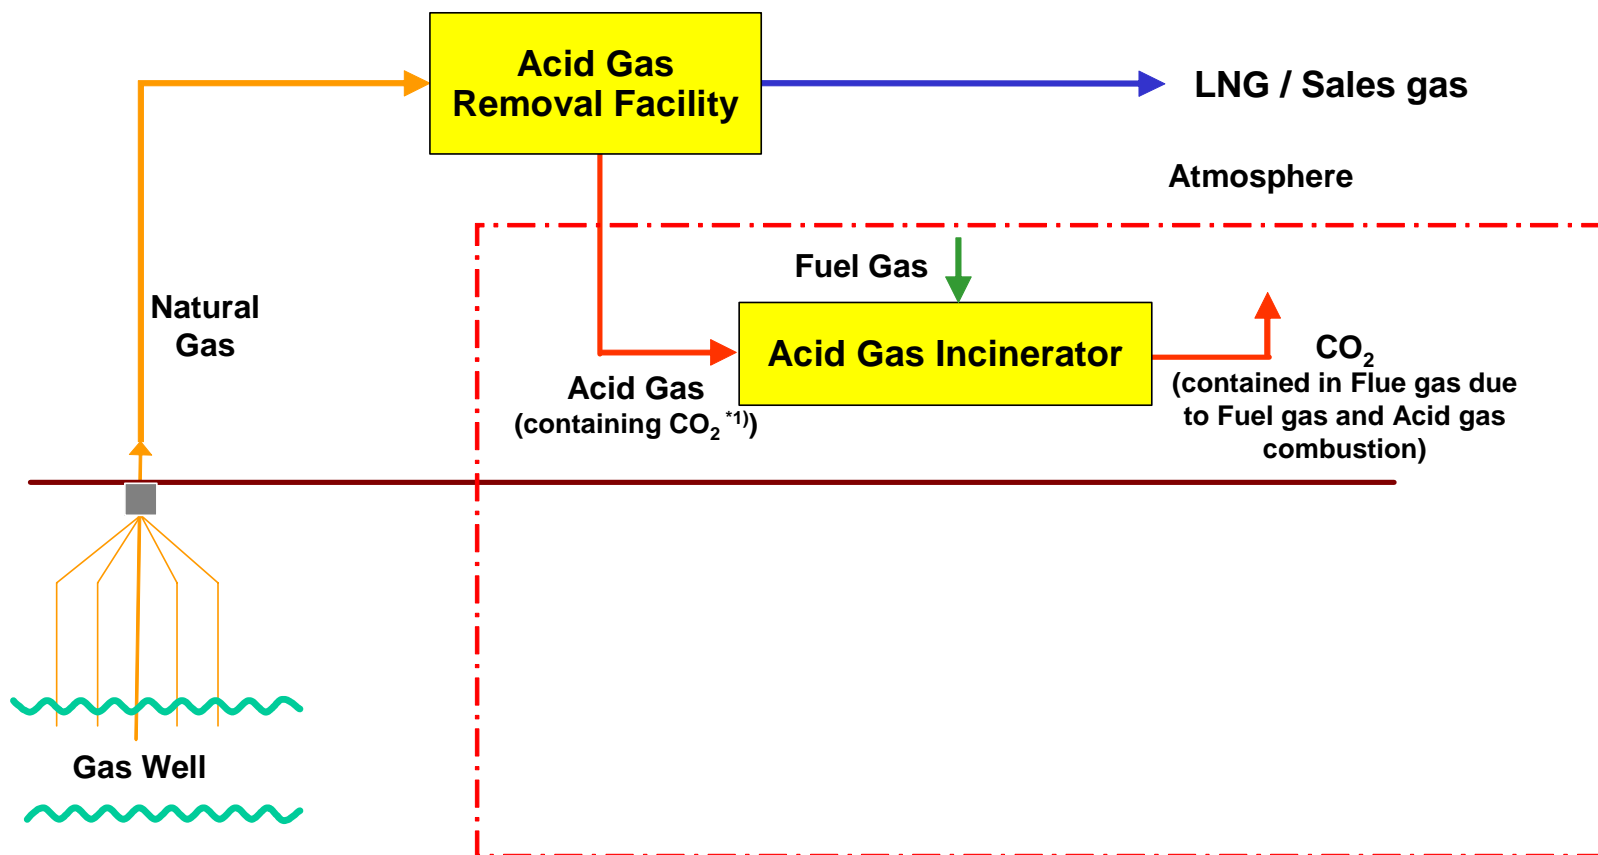 Acid Gas
Removal Facility
LNG / Sales gas
Atmosphere
Natural
Gas
Fuel Gas
Acid Gas Incinerator
Acid Gas
(containing CO₂ *1))
CO₂
(contained in Flue gas due
to Fuel gas and Acid gas
combustion)
Gas Well